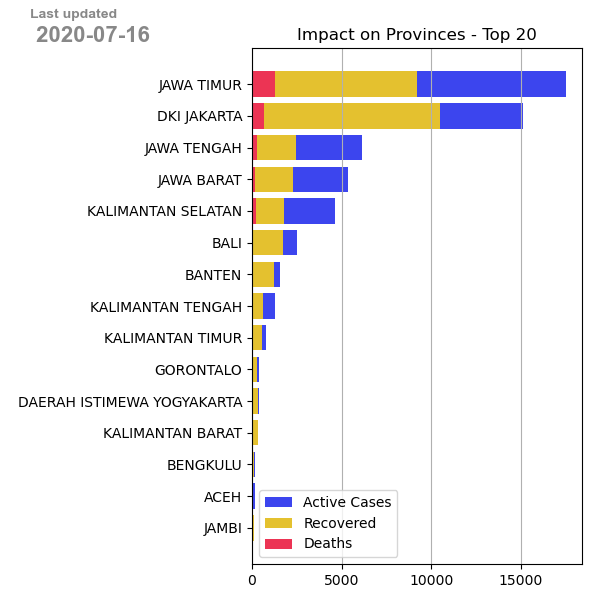 Last updated
2020-07-16
Impact on Provinces - Top 20
JAWA TIMUR
DKI JAKARTA
JAWA TENGAH
JAWA BARAT
KALIMANTAN SELATAN
BALI
BANTEN
KALIMANTAN TENGAH
KALIMANTAN TIMUR
GORONTALO
DAERAH ISTIMEWA YOGYAKARTA
KALIMANTAN BARAT
BENGKULU
ACEH
JAMBI
Active Cases
Recovered
Deaths
0 5000 10000 15000